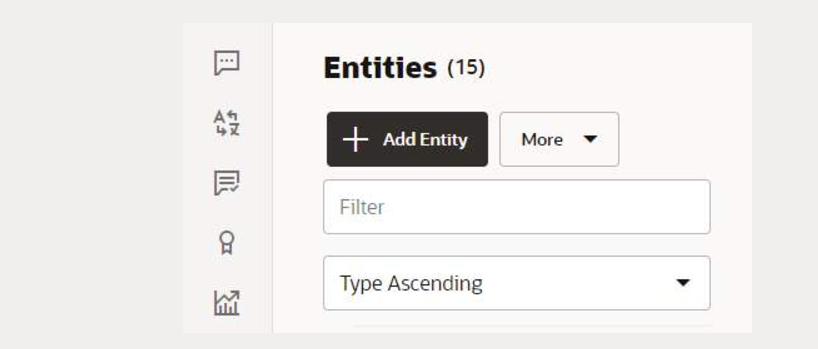 Entities (15)
Add Entity
More
Filter
Type Ascending